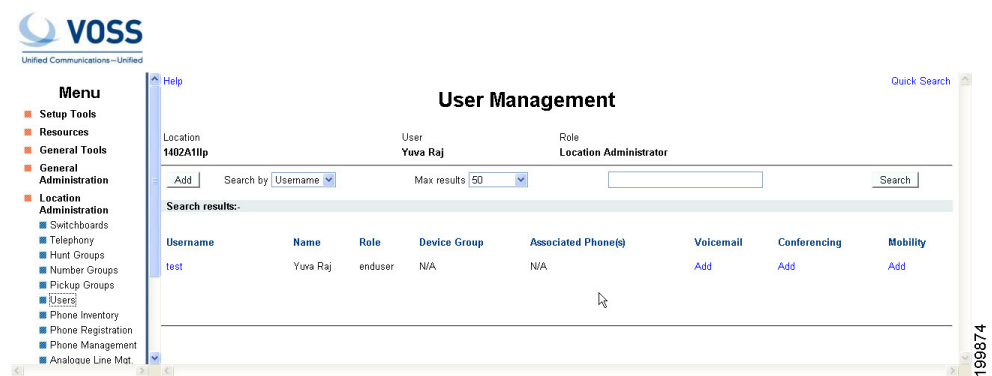 VOSS
Unified Communications—Unified
Menu
Setup Tools
Resources
General Tools
General
Administration
Location
Administration
Switchboards
Telephony
Hunt Groups
Number Groups
Pickup Groups
Users
Phone Inventory
Phone Registration
Phone Management
Analogue Line Mgt.
Help
Quick Search
User Management
Location User Role
1402A1llp Yuva Raj Location Administrator
Add Search by Username Max results 50 Search
Search results:-
Username Name Role Device Group Associated Phone(s) Voicemail Conferencing Mobility
test Yuva Raj enduser N/A N/A Add Add Add
199874